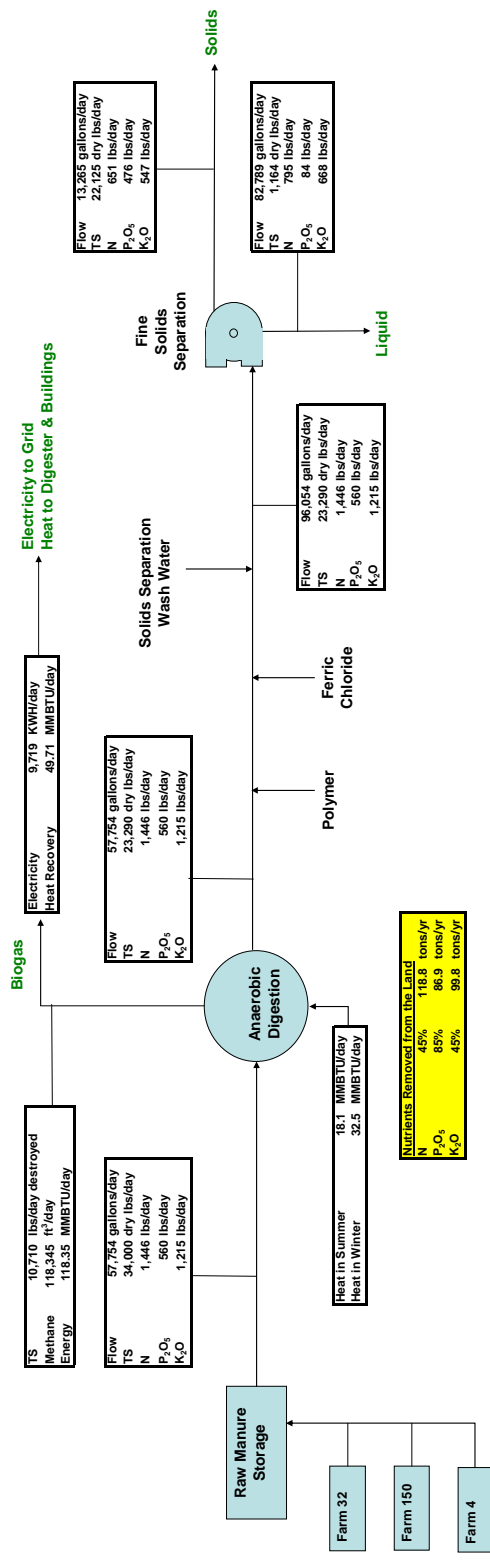 Farm 32
Farm 150
Farm 4
Raw Manure
Storage
Flow 57,754 gallons/day
TS 34,000 dry lbs/day
N 1,446 lbs/day
P₂O₅ 560 lbs/day
K₂O 1,215 lbs/day
TS 10,710 lbs/day destroyed
Methane 118,345 ft³/day
Energy 118.35 MMBTU/day
Biogas
Electricity 9,719 KWH/day
Heat Recovery 49.71 MMBTU/day
Electricity to Grid
Heat to Digester & Buildings
Heat in Summer 18.1 MMBTU/day
Heat in Winter 32.5 MMBTU/day
Anaerobic
Digestion
Nutrients Removed from the Land
N 45% 118.8 tons/yr
P₂O₅ 85% 86.9 tons/yr
K₂O 45% 99.8 tons/yr
Flow 57,754 gallons/day
TS 23,290 dry lbs/day
N 1,446 lbs/day
P₂O₅ 560 lbs/day
K₂O 1,215 lbs/day
Polymer
Ferric
Chloride
Solids Separation
Wash Water
Flow 96,054 gallons/day
TS 23,290 dry lbs/day
N 1,446 lbs/day
P₂O₅ 560 lbs/day
K₂O 1,215 lbs/day
Fine
Solids
Separation
Flow 13,265 gallons/day
TS 22,125 dry lbs/day
N 651 lbs/day
P₂O₅ 476 lbs/day
K₂O 547 lbs/day
Solids
Flow 82,789 gallons/day
TS 1,164 dry lbs/day
N 795 lbs/day
P₂O₅ 84 lbs/day
K₂O 668 lbs/day
Liquid